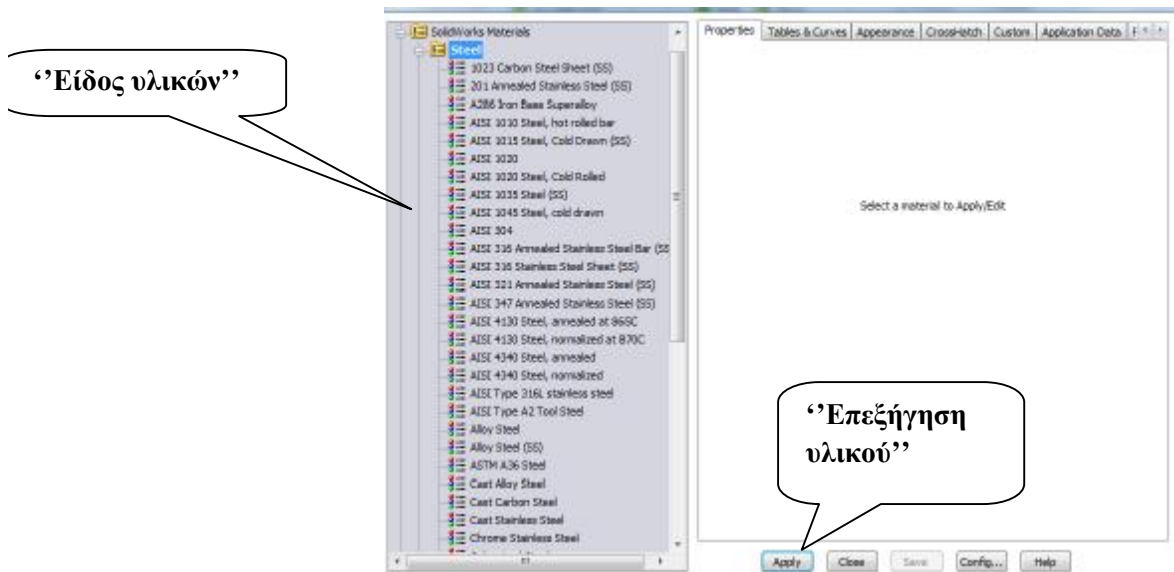 SolidWorks Materials
Steel
1023 Carbon Steel Sheet (SS)
201 Annealed Stainless Steel (SS)
A286 Iron Base Superalloy
AISI 1010 Steel, hot rolled bar
AISI 1015 Steel, Cold Drawn (SS)
AISI 1020
AISI 1020 Steel, Cold Rolled
AISI 1035 Steel (SS)
AISI 1045 Steel, cold drawn
AISI 304
AISI 316 Annealed Stainless Steel Bar (SS
AISI 316 Stainless Steel Sheet (SS)
AISI 321 Annealed Stainless Steel (SS)
AISI 347 Annealed Stainless Steel (SS)
AISI 4130 Steel, annealed at 865C
AISI 4130 Steel, normalized at 870C
AISI 4340 Steel, annealed
AISI 4340 Steel, normalized
AISI Type 316L stainless steel
AISI Type A2 Tool Steel
Alloy Steel
Alloy Steel (SS)
ASTM A36 Steel
Cast Alloy Steel
Cast Carbon Steel
Cast Stainless Steel
Chrome Stainless Steel
‘’Είδος υλικών’’
Properties Tables & Curves Appearance CrossHatch Custom Application Data F
Select a material to Apply/Edit
‘’Επεξήγηση
υλικού’’
Apply Close Save Config... Help